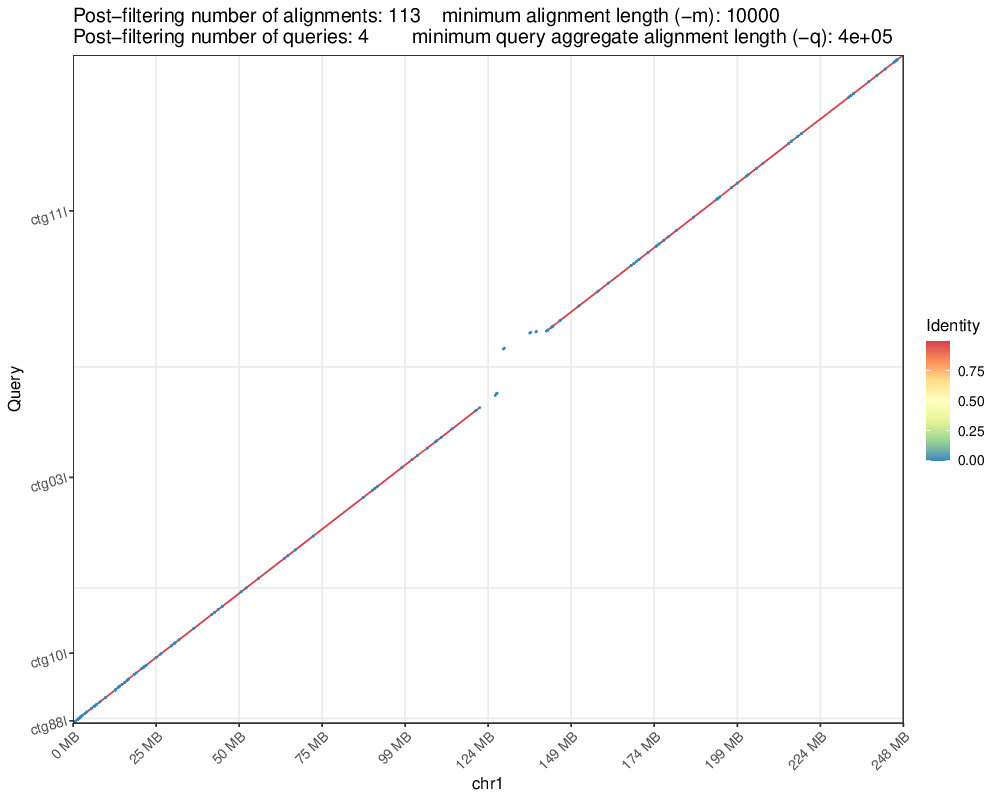 Post−filtering number of alignments: 113 minimum alignment length (−m): 10000
Post−filtering number of queries: 4 minimum query aggregate alignment length (−q): 4e+05
Query
ctg11l
ctg03l
ctg10l
ctg88l
0 MB
25 MB
50 MB
75 MB
99 MB
124 MB
149 MB
174 MB
199 MB
224 MB
248 MB
chr1
Identity
0.75
0.50
0.25
0.00